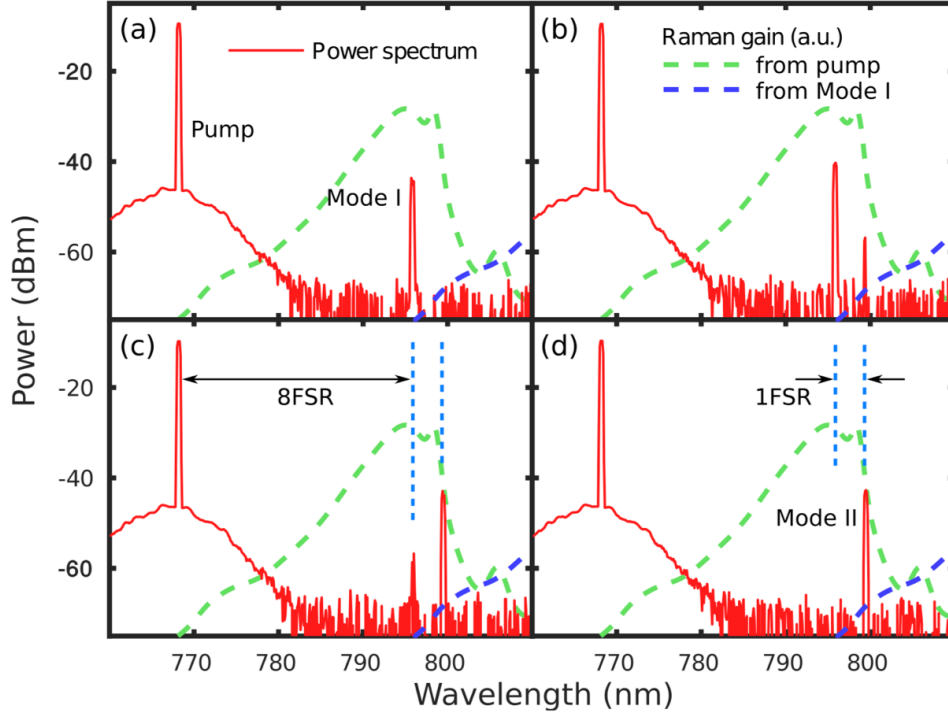 (a)
Power spectrum
Pump
Mode I
(b)
Raman gain (a.u.)
from pump
from Mode I
-20
-40
-60
Power (dBm)
(c)
8FSR
(d)
1FSR
Mode II
-20
-40
-60
770
780
790
800
770
780
790
800
Wavelength (nm)